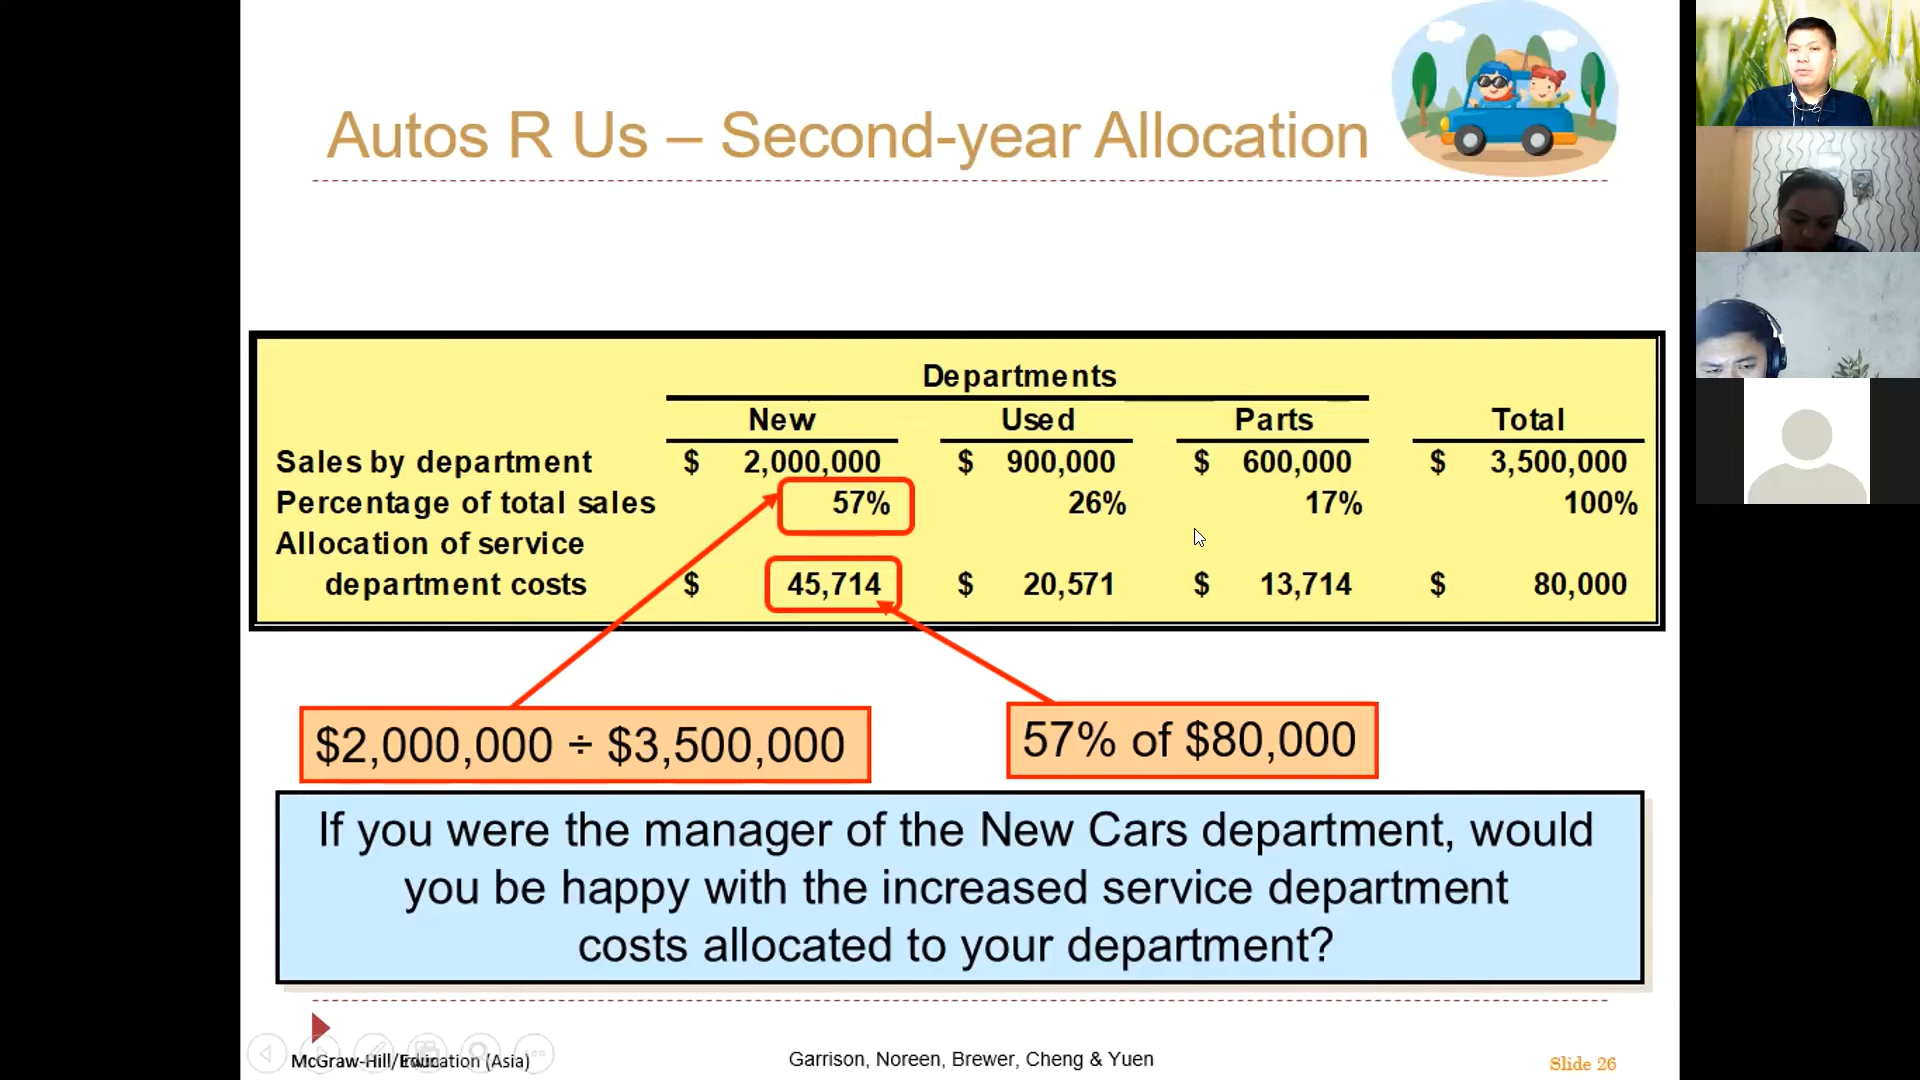 Autos R Us – Second-year Allocation
Departments
New Used Parts Total
Sales by department $ 2,000,000 $ 900,000 $ 600,000 $ 3,500,000
Percentage of total sales 57% 26% 17% 100%
Allocation of service
department costs $ 45,714 $ 20,571 $ 13,714 $ 80,000
$2,000,000 ÷ $3,500,000
57% of $80,000
If you were the manager of the New Cars department, would
you be happy with the increased service department
costs allocated to your department?
McGraw-Hill/ Education (Asia)
Garrison, Noreen, Brewer, Cheng & Yuen
Slide 26